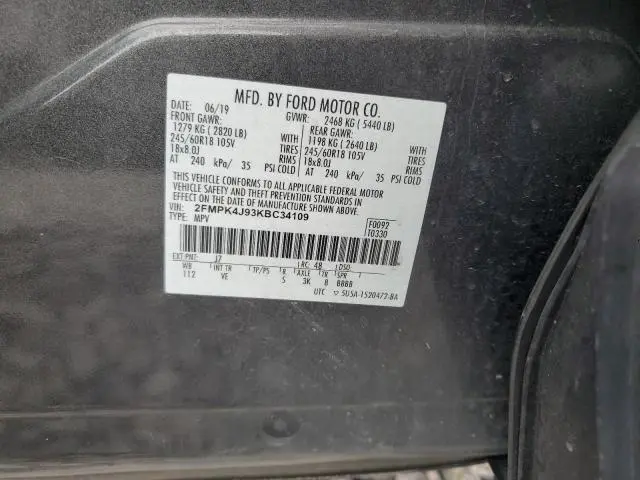 MFD. BY FORD MOTOR CO.
DATE: 06/19 GVWR: 2468 KG ( 5440 LB)
FRONT GAWR: REAR GAWR:
1279 KG ( 2820 LB) WITH 1198 KG ( 2640 LB) WITH
245/60R18 105V TIRES 245/60R18 105V TIRES
18x8.0J RIMS 18x8.0J RIMS
AT 240 kPa/ 35 PSI COLD AT 240 kPa/ 35 PSI COLD
THIS VEHICLE CONFORMS TO ALL APPLICABLE FEDERAL MOTOR
VEHICLE SAFETY AND THEFT PREVENTION STANDARDS IN
EFFECT ON THE DATE OF MANUFACTURE SHOWN ABOVE.
VIN: 2FMPK4J93KBC34109 F0092
TYPE: MPV T0330
EXT PNT: J7 RC: 48 DSO:
WB INT TR TP/PS R AXLE TR SPR
112 VE S 3K 8 BBBB
UTC 5U5A-1520472-BA